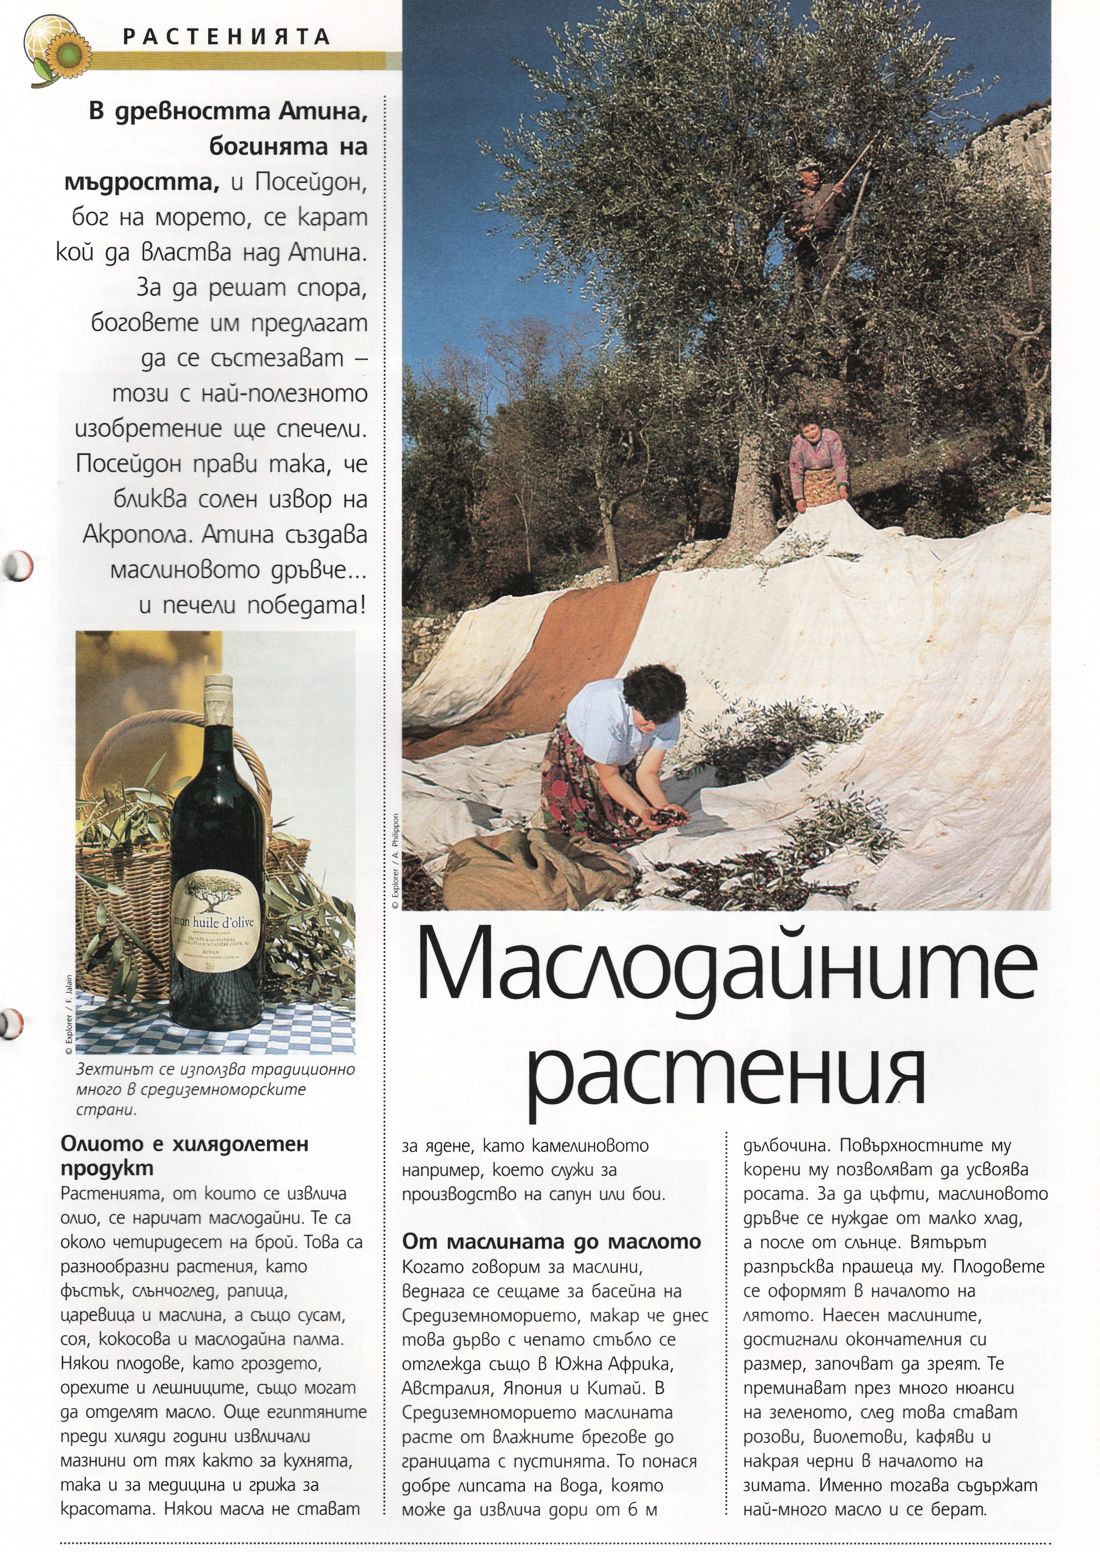 РАСТЕНИЯТА
В древността Атина,
богинята на
мъдростта, и Посейдон,
бог на морето, се карат
кой да властва над Атина.
За да решат спора,
боговете им предлагат
да се състезават –
този с най-полезното
изобретение ще спечели.
Посейдон прави така, че
бликва солен извор на
Акропола. Атина създава
маслиновото дръвче...
и печели победата!
© Explorer / A. Philippon
mon huile d'olive
© Explorer / F. Jalain
Зехтинът се използва традиционно
много в средиземноморските
страни.
Маслодайните
растения
Олиото е хилядолетен
продукт
Растенията, от които се извлича
олио, се наричат маслодайни. Те са
около четиридесет на брой. Това са
разнообразни растения, като
фъстък, слънчоглед, рапица,
царевица и маслина, а също сусам,
соя, кокосова и маслодайна палма.
Някои плодове, като гроздето,
орехите и лешниците, също могат
да отделят масло. Още египтяните
преди хиляди години извличали
мазнини от тях както за кухнята,
така и за медицина и грижа за
красотата. Някои масла не стават
за ядене, като камелиновото
например, което служи за
производство на сапун или бои.
От маслината до маслото
Когато говорим за маслини,
веднага се сещаме за басейна на
Средиземноморието, макар че днес
това дърво с чепато стъбло се
отглежда също в Южна Африка,
Австралия, Япония и Китай. В
Средиземноморието маслината
расте от влажните брегове до
границата с пустинята. То понася
добре липсата на вода, която
може да извлича дори от 6 м
дълбочина. Повърхностните му
корени му позволяват да усвоява
росата. За да цъфти, маслиновото
дръвче се нуждае от малко хлад,
а после от слънце. Вятърът
разпръсква прашеца му. Плодовете
се оформят в началото на
лятото. Наесен маслините,
достигнали окончателния си
размер, започват да зреят. Те
преминават през много нюанси
на зеленото, след това стават
розови, виолетови, кафяви и
накрая черни в началото на
зимата. Именно тогава съдържат
най-много масло и се берат.